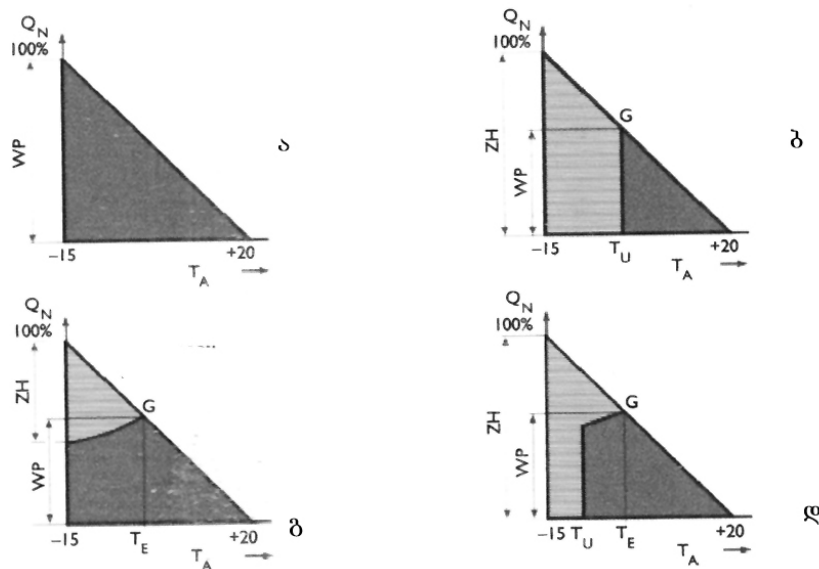 Q_N
100%
WP
-15
+20
T_A
ა
Q_N
100%
ZH
WP
G
-15
T_U
+20
T_A
ბ
Q_N
100%
ZH
WP
G
-15
T_E
+20
T_A
გ
Q_N
100%
ZH
WP
G
-15
T_U
T_E
+20
T_A
დ